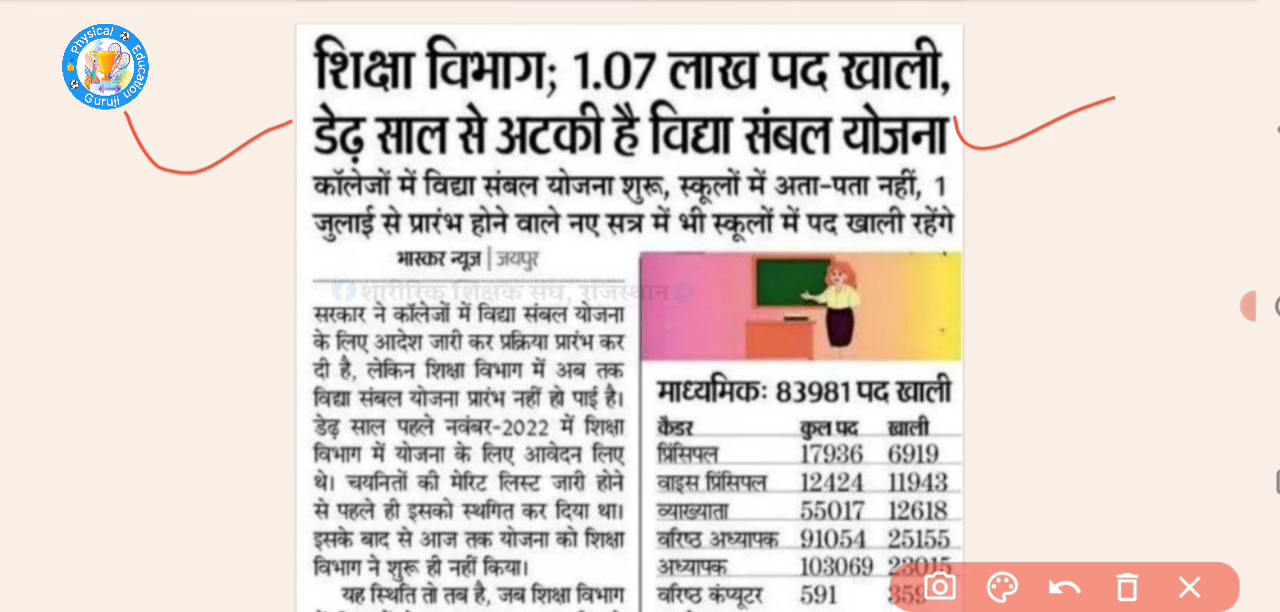 Physical Education Guruji
शिक्षा विभाग; 1.07 लाख पद खाली,
डेढ़ साल से अटकी है विद्या संबल योजना
कॉलेजों में विद्या संबल योजना शुरू, स्कूलों में अता-पता नहीं, 1
जुलाई से प्रारंभ होने वाले नए सत्र में भी स्कूलों में पद खाली रहेंगे
भास्कर न्यूज | जयपुर
शारीरिक शिक्षक संघ, राजस्थान
सरकार ने कॉलेजों में विद्या संबल योजना
के लिए आदेश जारी कर प्रक्रिया प्रारंभ कर
दी है, लेकिन शिक्षा विभाग में अब तक
विद्या संबल योजना प्रारंभ नहीं हो पाई है।
डेढ़ साल पहले नवंबर-2022 में शिक्षा
विभाग में योजना के लिए आवेदन लिए
थे। चयनितों की मेरिट लिस्ट जारी होने
से पहले ही इसको स्थगित कर दिया था।
इसके बाद से आज तक योजना को शिक्षा
विभाग ने शुरू ही नहीं किया।
यह स्थिति तो तब है, जब शिक्षा विभाग
माध्यमिक: 83981 पद खाली
कैडर कुल पद खाली
प्रिंसिपल 17936 6919
वाइस प्रिंसिपल 12424 11943
व्याख्याता 55017 12618
वरिष्ठ अध्यापक 91054 25155
अध्यापक 103069 23015
वरिष्ठ कंप्यूटर 591 359